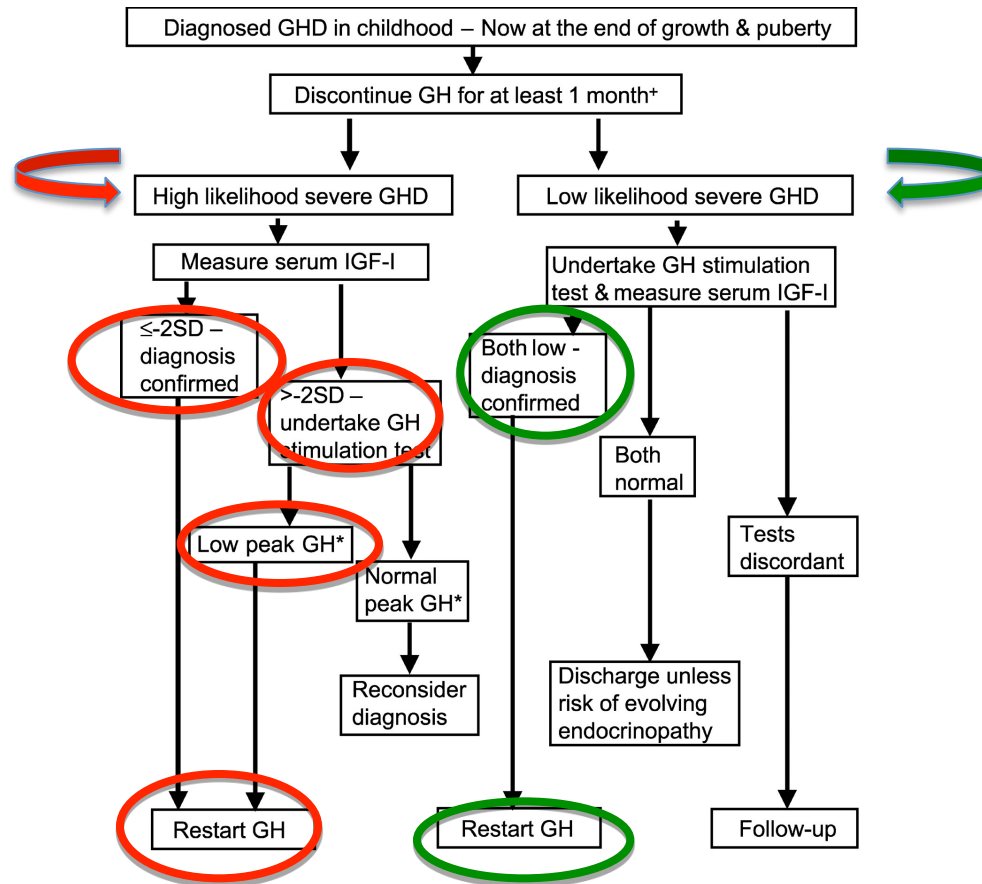 Diagnosed GHD in childhood – Now at the end of growth & puberty
Discontinue GH for at least 1 month+
High likelihood severe GHD
Low likelihood severe GHD
Measure serum IGF-I
Undertake GH stimulation
test & measure serum IGF-I
≤-2SD –
diagnosis
confirmed
>-2SD –
undertake GH
stimulation test
Both low -
diagnosis
confirmed
Both
normal
Low peak GH*
Normal
peak GH*
Tests
discordant
Reconsider
diagnosis
Discharge unless
risk of evolving
endocrinopathy
Restart GH
Restart GH
Follow-up